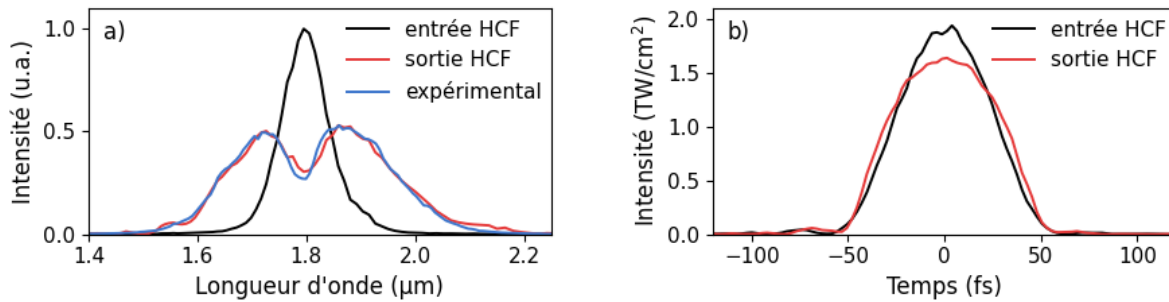 a)
entrée HCF
sortie HCF
expérimental
1.0
0.5
0.0
Intensité (u.a.)
1.4
1.6
1.8
2.0
2.2
Longueur d'onde (µm)
b)
entrée HCF
sortie HCF
2.0
1.5
1.0
0.5
0.0
Intensité (TW/cm²)
−100
−50
0
50
100
Temps (fs)